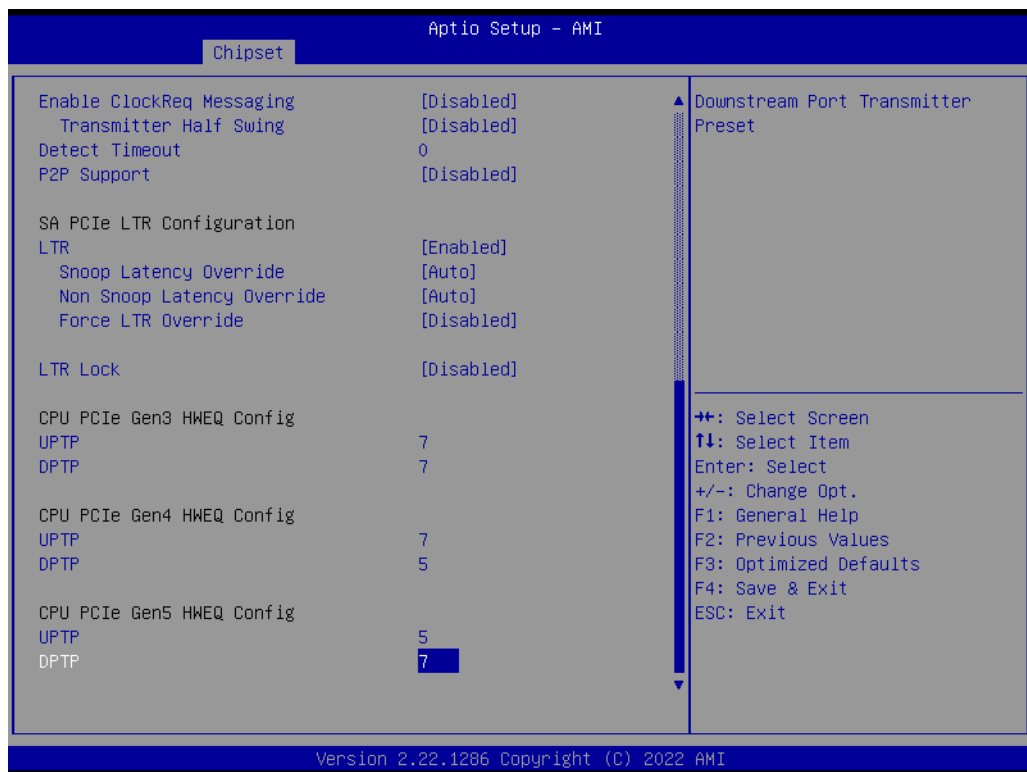 Aptio Setup – AMI
Chipset
Enable ClockReq Messaging [Disabled]
Transmitter Half Swing [Disabled]
Detect Timeout 0
P2P Support [Disabled]
SA PCIe LTR Configuration
LTR [Enabled]
Snoop Latency Override [Auto]
Non Snoop Latency Override [Auto]
Force LTR Override [Disabled]
LTR Lock [Disabled]
CPU PCIe Gen3 HWEQ Config
UPTP 7
DPTP 7
CPU PCIe Gen4 HWEQ Config
UPTP 7
DPTP 5
CPU PCIe Gen5 HWEQ Config
UPTP 5
DPTP 7
Downstream Port Transmitter
Preset
→←: Select Screen
↑↓: Select Item
Enter: Select
+/-: Change Opt.
F1: General Help
F2: Previous Values
F3: Optimized Defaults
F4: Save & Exit
ESC: Exit
Version 2.22.1286 Copyright (C) 2022 AMI